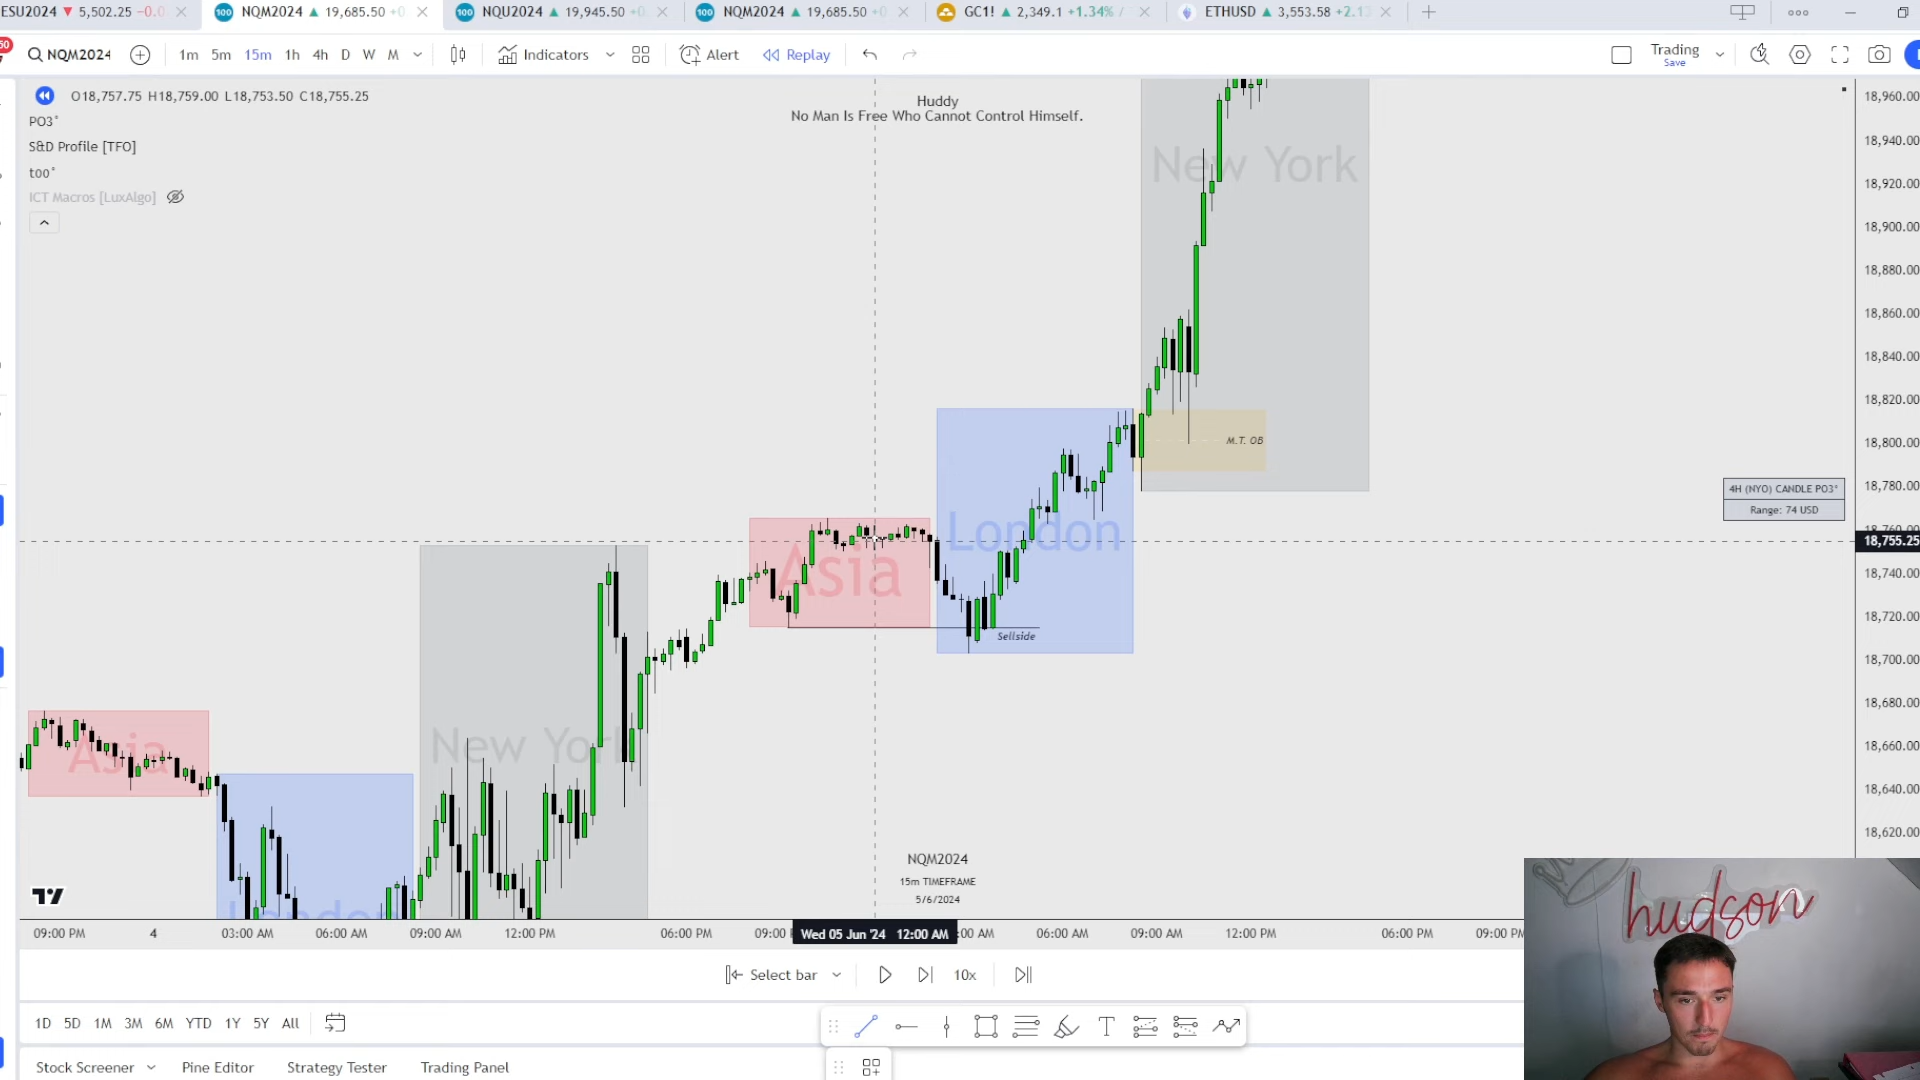 ESU2024 5,502.25
100 NQM2024 19,685.50
100 NQU2024 19,945.50
100 NQM2024 19,685.50
GC1! 2,349.1 +1.34%
ETHUSD 3,553.58
NQM2024 1m 5m 15m 1h 4h D W M Indicators Alert Replay Trading
Save
O18,757.75 H18,759.00 L18,753.50 C18,755.25
PO3°
S&D Profile [TFO]
too°
ICT Macros [LuxAlgo]
Huddy
No Man Is Free Who Cannot Control Himself.
New York
M.T. OB
London
Asia
Sellside
New York
Asia
London
4H (NYO) CANDLE PO3°
Range: 74 USD
18,960.00
18,940.00
18,920.00
18,900.00
18,880.00
18,860.00
18,840.00
18,820.00
18,800.00
18,780.00
18,760.00
18,755.25
18,740.00
18,720.00
18,700.00
18,680.00
18,660.00
18,640.00
18,620.00
NQM2024
15m TIMEFRAME
5/6/2024
09:00 PM 4 03:00 AM 06:00 AM 09:00 AM 12:00 PM 06:00 PM 09:00 Wed 05 Jun '24 12:00 AM :00 AM 06:00 AM 09:00 AM 12:00 PM 06:00 PM 09:00 PM
Select bar 10x
1D 5D 1M 3M 6M YTD 1Y 5Y All
Stock Screener Pine Editor Strategy Tester Trading Panel
hudson